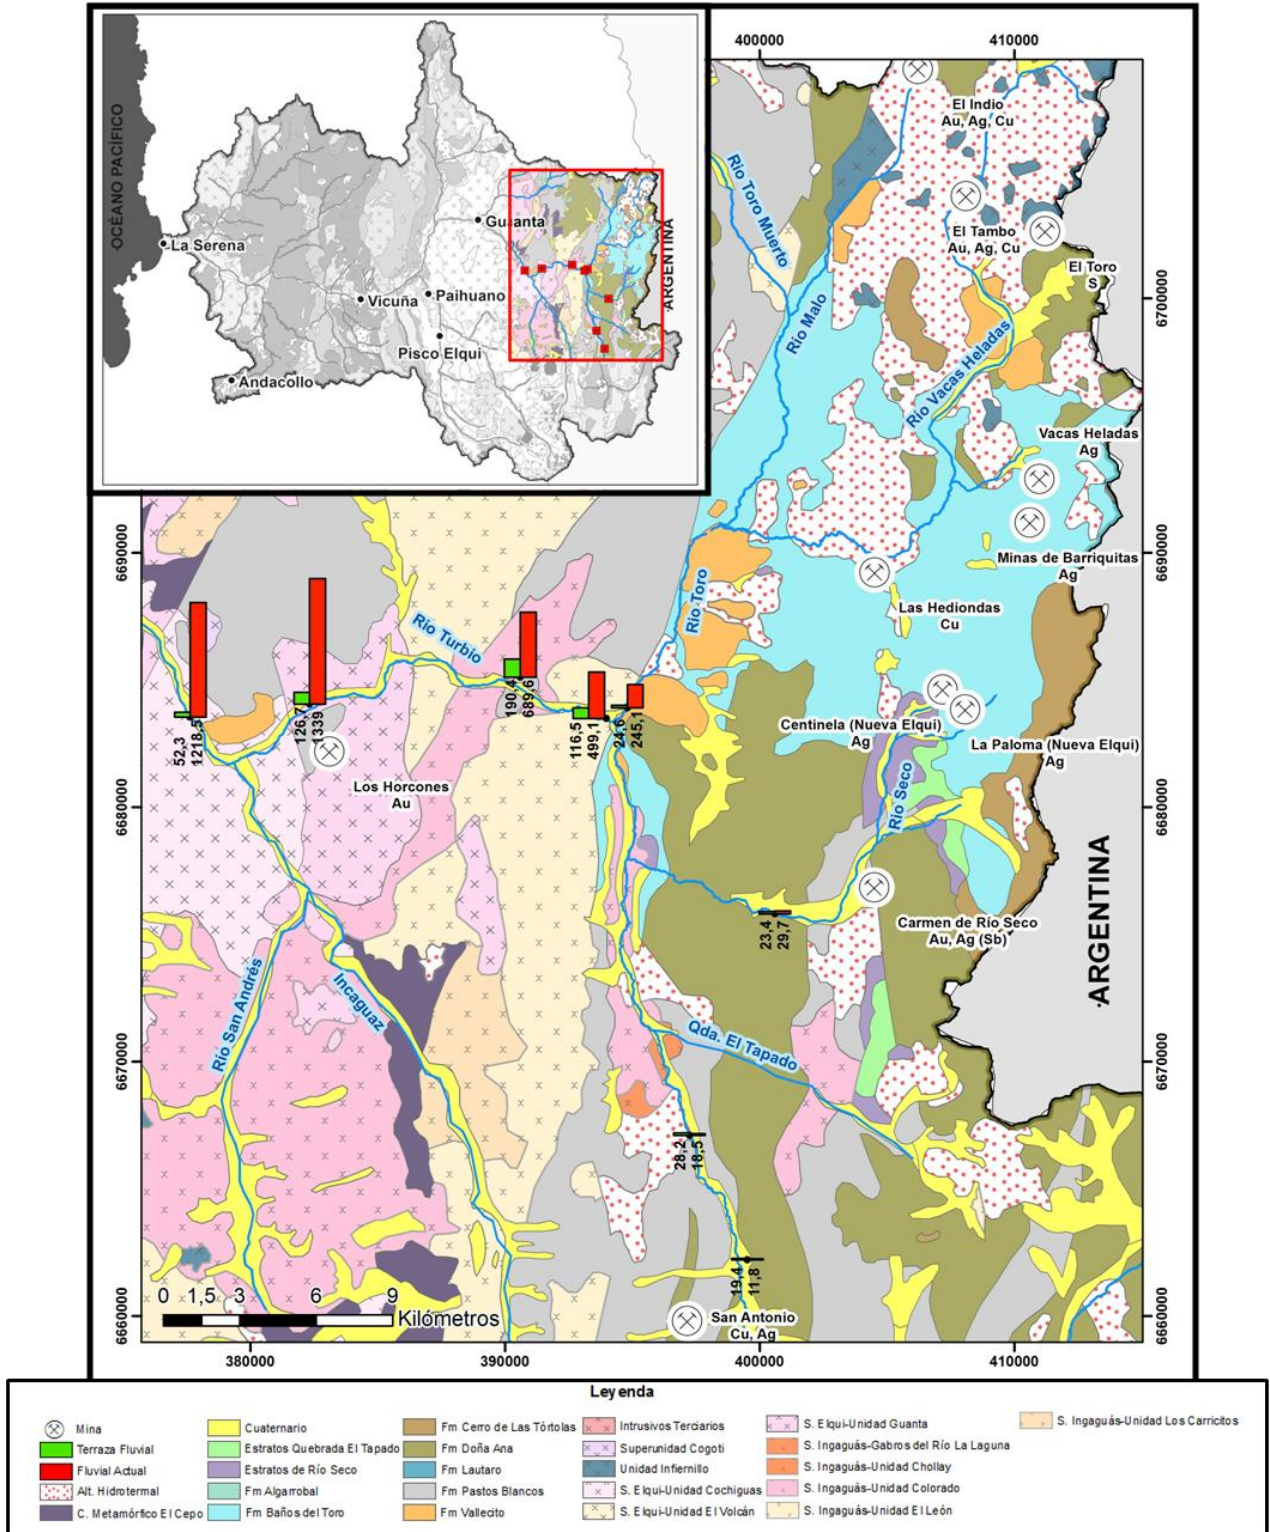 OCÉANO PACÍFICO
La Serena
Guanta
Vicuña
Paihuano
Pisco Elqui
Andacollo
ARGENTINA
400000
410000
El Indio
Au, Ag, Cu
Río Toro Muerto
El Tambo
Au, Ag, Cu
El Toro
S
6700000
Río Malo
Río Vacas Heladas
Vacas Heladas
Ag
6690000
6690000
Minas de Barriquitas
Ag
Río Toro
Las Hediondas
Cu
Río Turbio
52,3
1218,5
126,7
1339
190,4
689,6
116,5
499,1
24,6
245,1
Centinela (Nueva Elqui)
Ag
La Paloma (Nueva Elqui)
Ag
Los Horcones
Au
Río Seco
6680000
6680000
ARGENTINA
23,4
29,7
Carmen de Río Seco
Au, Ag (Sb)
Río San Andrés
Incaguaz
Qda. El Tapado
6670000
6670000
28,2
18,5
19,4
11,8
0 1,5 3 6 9
Kilómetros
San Antonio
Cu, Ag
6660000
6660000
380000
390000
400000
410000
Leyenda
Mina
Terraza Fluvial
Fluvial Actual
Alt. Hidrotermal
C. Metamórfico El Cepo
Cuaternario
Estratos Quebrada El Tapado
Estratos de Río Seco
Fm Algarrobal
Fm Baños del Toro
Fm Cerro de Las Tórtolas
Fm Doña Ana
Fm Lautaro
Fm Pastos Blancos
Fm Vallecito
Intrusivos Terciarios
Superunidad Cogoti
Unidad Infiernillo
S. Elqui-Unidad Cochiguas
S. Elqui-Unidad El Volcán
S. Elqui-Unidad Guanta
S. Ingaguás-Gabros del Río La Laguna
S. Ingaguás-Unidad Chollay
S. Ingaguás-Unidad Colorado
S. Ingaguás-Unidad El León
S. Ingaguás-Unidad Los Carricitos